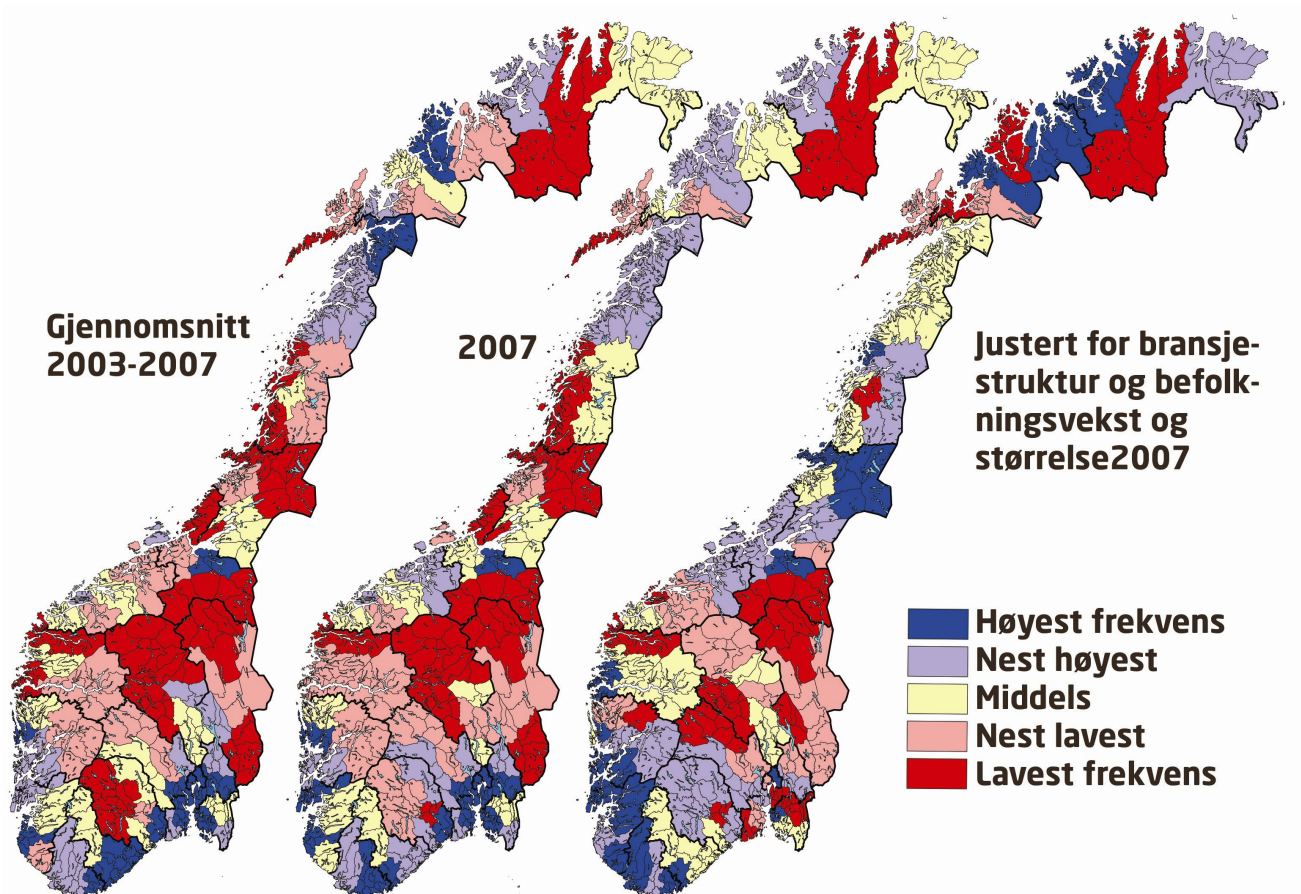 Gjennomsnitt
2003-2007
2007
Justert for bransje-
struktur og befolk-
ningsvekst og
størrelse2007
Høyest frekvens
Nest høyest
Middels
Nest lavest
Lavest frekvens